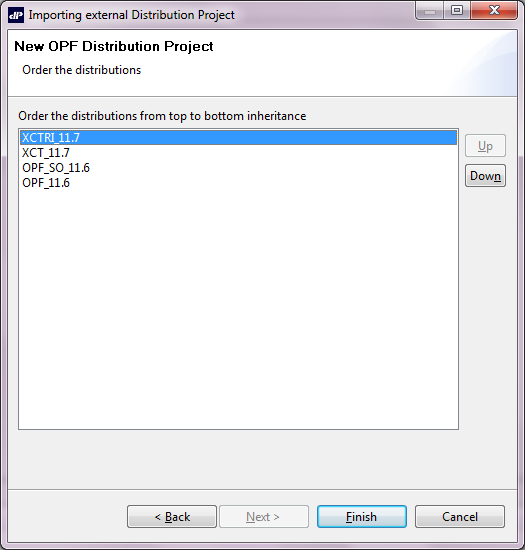 dP Importing external Distribution Project
New OPF Distribution Project
Order the distributions
Order the distributions from top to bottom inheritance
XCTRI_11.7
XCT_11.7
OPF_SO_11.6
OPF_11.6
Up
Down
< Back
Next >
Finish
Cancel